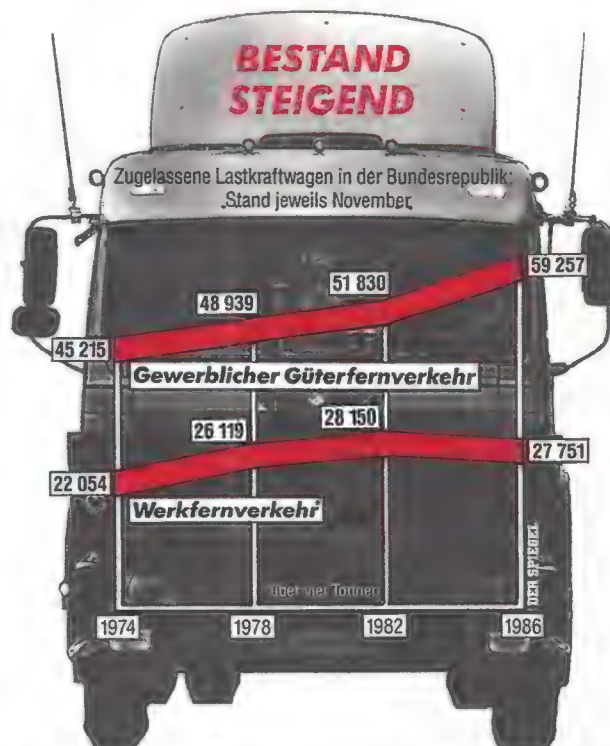 BESTAND
STEIGEND
Zugelassene Lastkraftwagen in der Bundesrepublik;
Stand jeweils November
59 257
51 830
48 939
45 215
Gewerblicher Güterfernverkehr
28 150
26 119
27 751
22 054
Werkfernverkehr*
über vier Tonnen
DER SPIEGEL
1974
1978
1982
1986